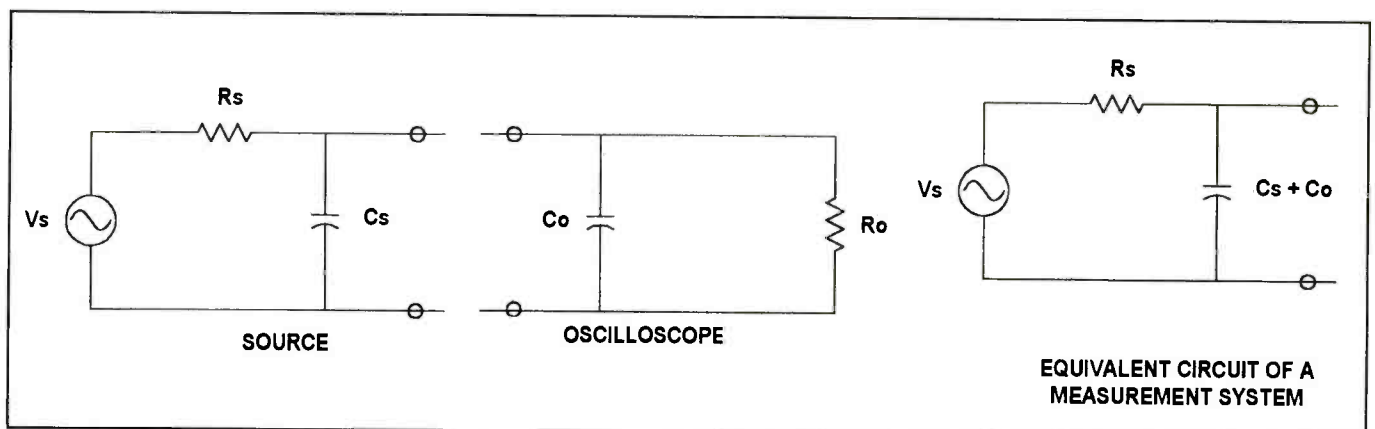 Rs
Vs
Cs
SOURCE
Co
Ro
OSCILLOSCOPE
Rs
Vs
Cs + Co
EQUIVALENT CIRCUIT OF A
MEASUREMENT SYSTEM